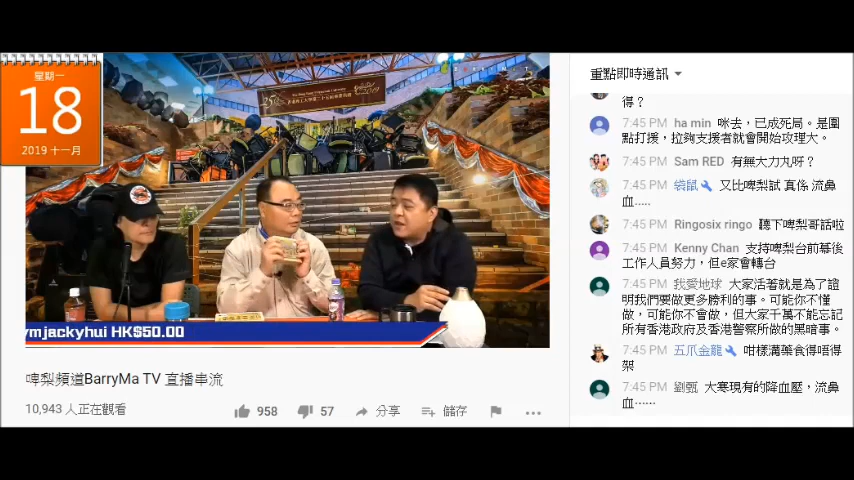 星期一
18
2019 十一月
ymjackyhui HK$50.00
啤梨頻道BarryMa TV 直播串流
10,943 人正在觀看
958
57
分享
儲存
重點即時通訊
得？
7:45 PM ha min 咪去，已成死局。是圍
點打援，拉夠支援者就會開始攻理大。
7:45 PM Sam RED 有無大力丸呀？
7:45 PM 袋鼠 又比啤梨試 真係 流鼻
血.....
7:45 PM Ringosix ringo 聽下啤梨哥話啦
7:45 PM Kenny Chan 支持啤梨台前幕後
工作人員努力，但e家會轉台
7:45 PM 我愛地球 大家活著就是為了證
明我們要做更多勝利的事。可能你不懂
做，可能你不會做，但大家千萬不能忘記
所有香港政府及香港警察所做的黑暗事。
7:45 PM 五爪金龍 咁樣溝藥食得唔得
架
7:45 PM 劉甄 大寒現有的降血壓，流鼻
血……